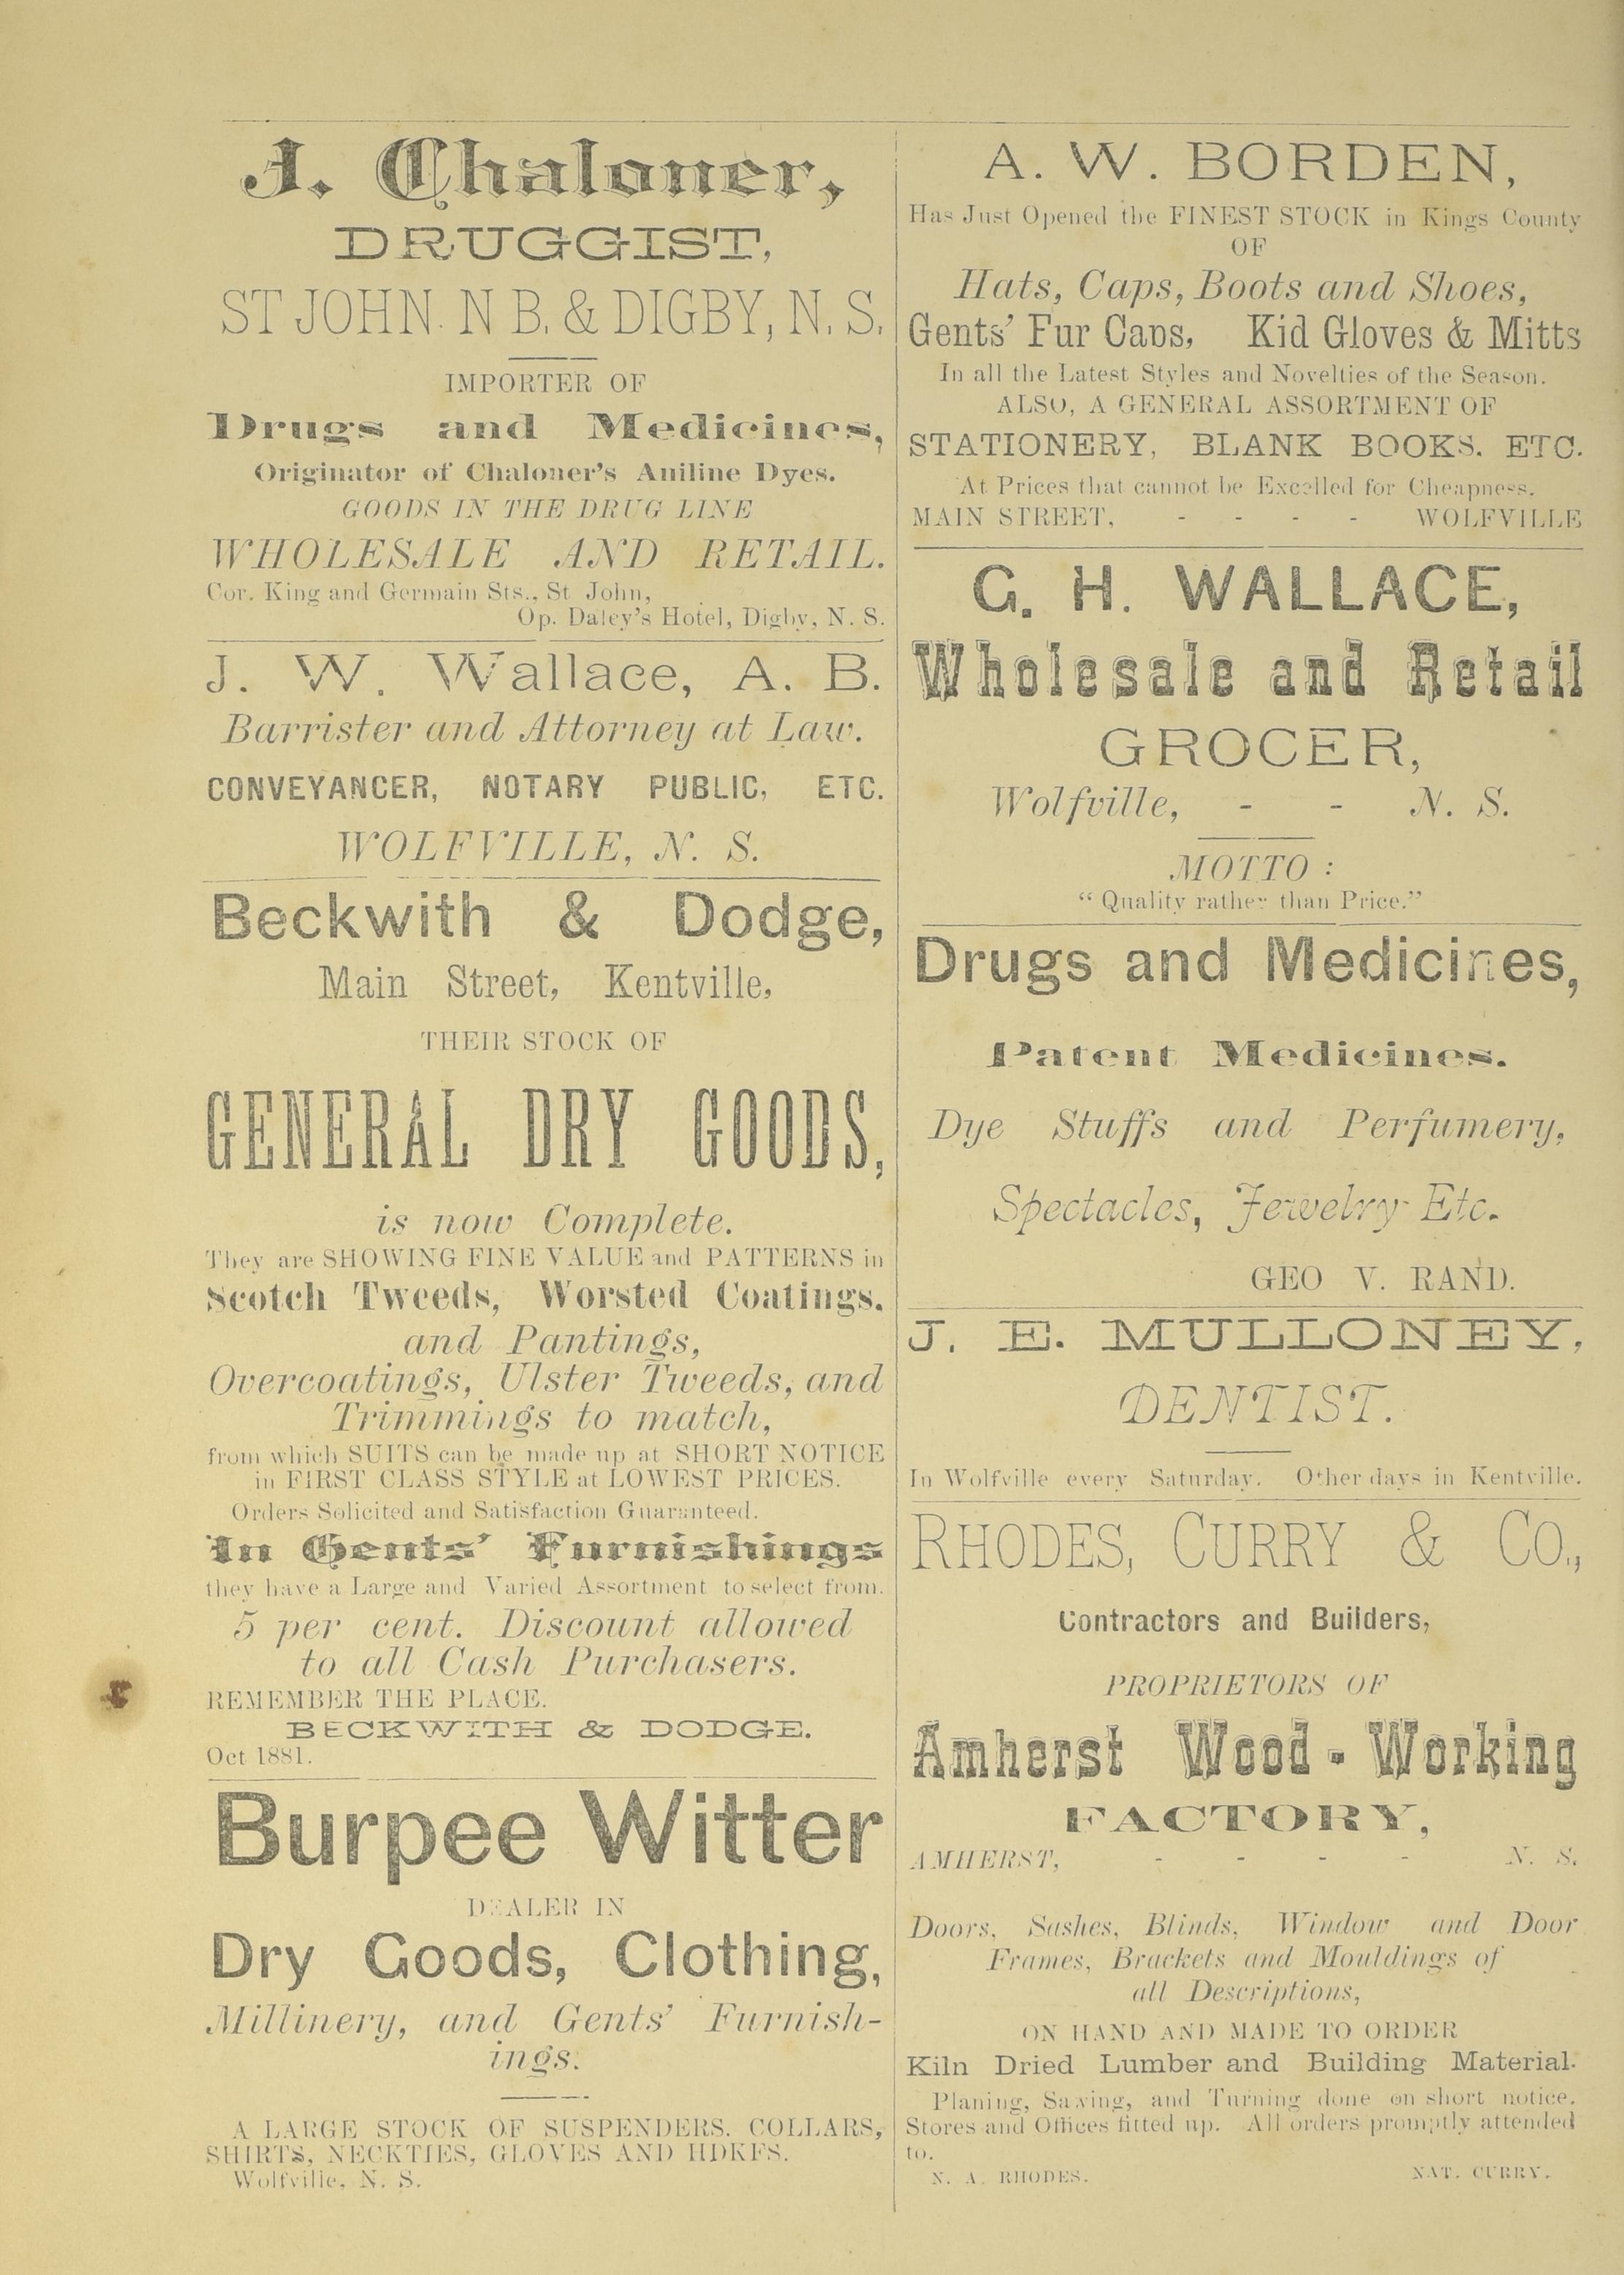 J. Chaloner,
DRUGGIST,
ST JOHN. N B. & DIGBY, N. S.
IMPORTER OF
Drugs and Medicines,
Originator of Chaloner's Aniline Dyes.
GOODS IN THE DRUG LINE
WHOLESALE AND RETAIL.
Cor. King and Germain Sts., St John,
Op. Daley's Hotel, Digby, N. S.
J. W. Wallace, A. B.
Barrister and Attorney at Law.
CONVEYANCER, NOTARY PUBLIC, ETC.
WOLFVILLE, N. S.
Beckwith & Dodge,
Main Street, Kentville,
THEIR STOCK OF
GENERAL DRY GOODS,
is now Complete.
They are SHOWING FINE VALUE and PATTERNS in
Scotch Tweeds, Worsted Coatings.
and Pantings,
Overcoatings, Ulster Tweeds, and
Trimmings to match,
from which SUITS can be made up at SHORT NOTICE
in FIRST CLASS STYLE at LOWEST PRICES.
Orders Solicited and Satisfaction Guaranteed.
In Gents' Furnishings
they have a Large and Varied Assortment to select from.
5 per cent. Discount allowed
to all Cash Purchasers.
REMEMBER THE PLACE.
BECKWITH & DODGE.
Oct 1881.
Burpee Witter
DEALER IN
Dry Goods, Clothing,
Millinery, and Gents' Furnish-
ings.
A LARGE STOCK OF SUSPENDERS. COLLARS,
SHIRTS, NECKTIES, GLOVES AND HDKFS.
Wolfville, N. S.
A. W. BORDEN,
Has Just Opened the FINEST STOCK in Kings County
OF
Hats, Caps, Boots and Shoes,
Gents' Fur Caps, Kid Gloves & Mitts
In all the Latest Styles and Novelties of the Season.
ALSO, A GENERAL ASSORTMENT OF
STATIONERY, BLANK BOOKS. ETC.
At Prices that cannot be Excelled for Cheapness.
MAIN STREET, - - - - WOLFVILLE
G. H. WALLACE,
Wholesale and Retail
GROCER,
Wolfville, - - N. S.
MOTTO :
“ Quality rather than Price.”
Drugs and Medicines,
Patent Medicines.
Dye Stuffs and Perfumery,
Spectacles, Jewelry Etc.
GEO V. RAND.
J. E. MULLONEY,
DENTIST.
In Wolfville every Saturday. Other days in Kentville.
RHODES, CURRY & CO.,
Contractors and Builders,
PROPRIETORS OF
Amherst Wood - Working
FACTORY,
AMHERST, - - - - N. S.
Doors, Sashes, Blinds, Window and Door
Frames, Brackets and Mouldings of
all Descriptions,
ON HAND AND MADE TO ORDER
Kiln Dried Lumber and Building Material.
Planing, Sawing, and Turning done on short notice.
Stores and Offices fitted up. All orders promptly attended
to.
N. A. RHODES. NAT. CURRY.